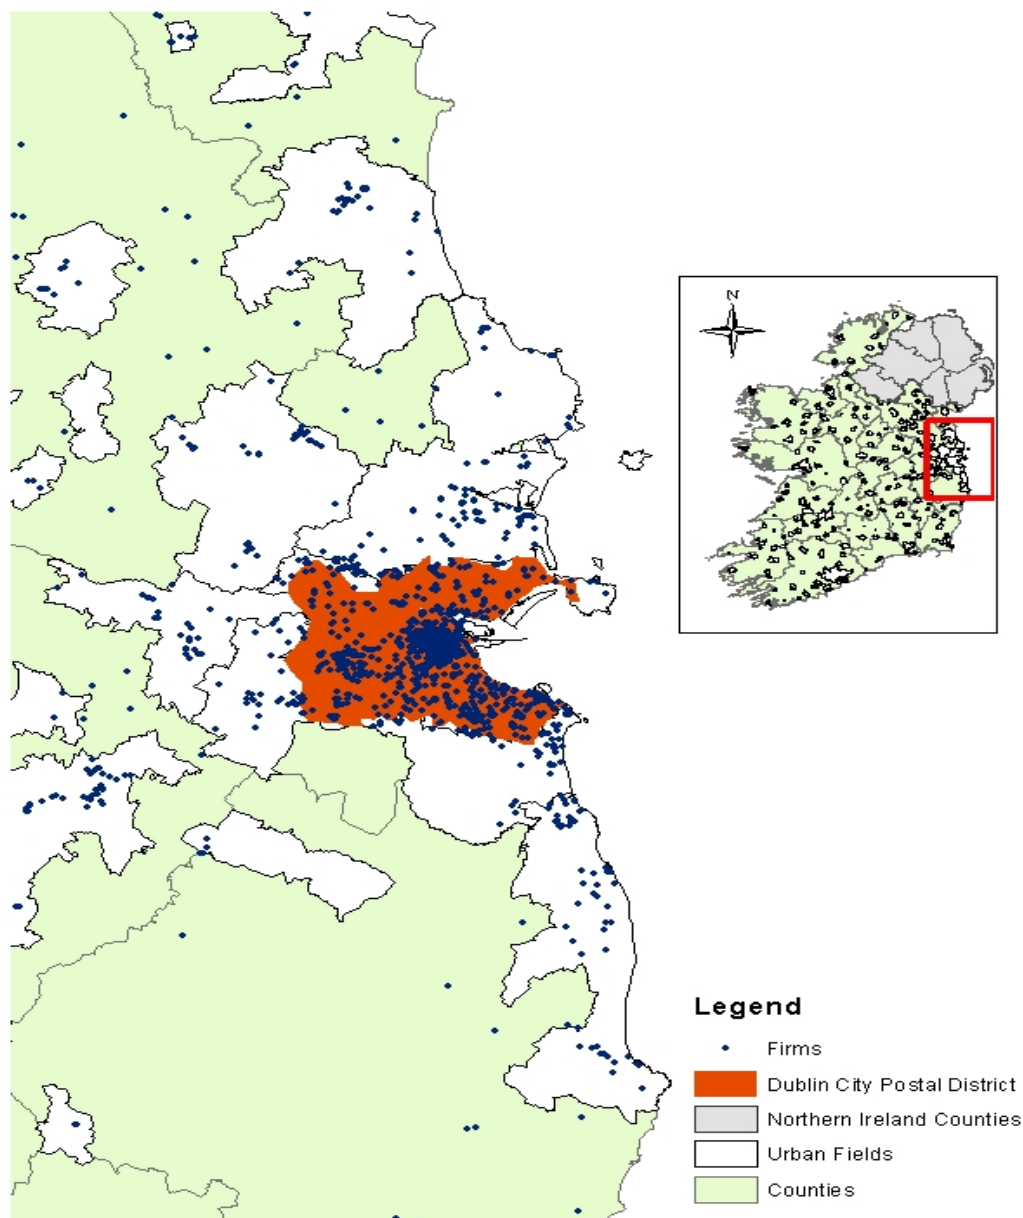 N
Legend
Firms
Dublin City Postal District
Northern Ireland Counties
Urban Fields
Counties